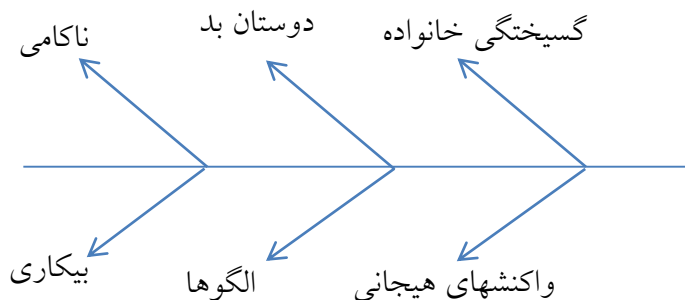 گسیختگی خانواده
دوستان بد
ناکامی
واکنشهای هیجانی
الگوها
بیکاری